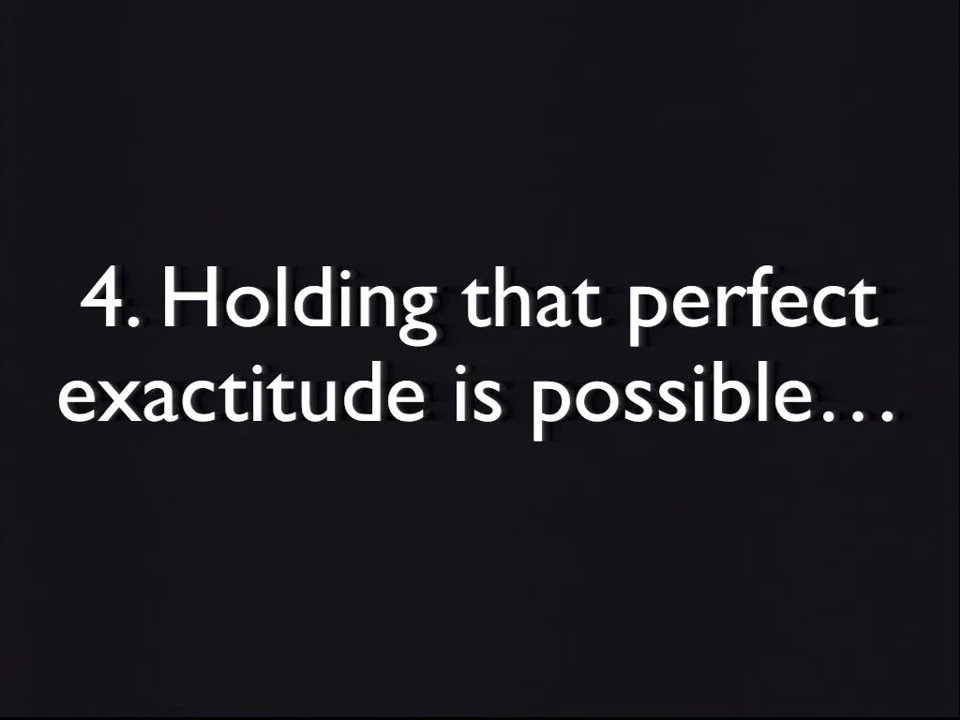 4. Holding that perfect
exactitude is possible…